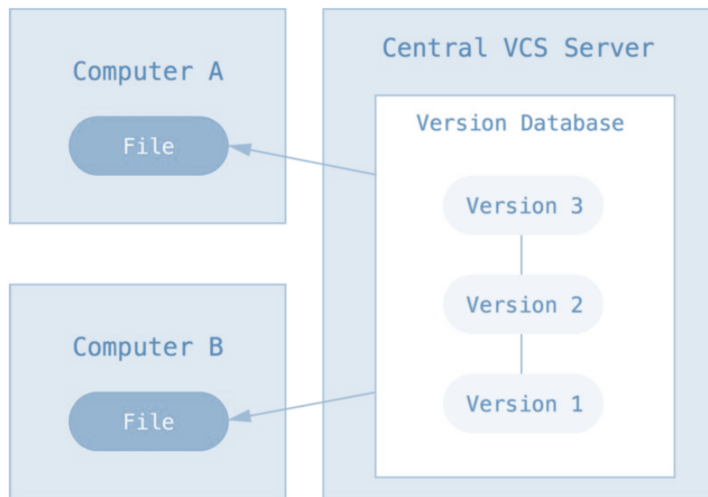 Computer A
File
Computer B
File
Central VCS Server
Version Database
Version 3
Version 2
Version 1